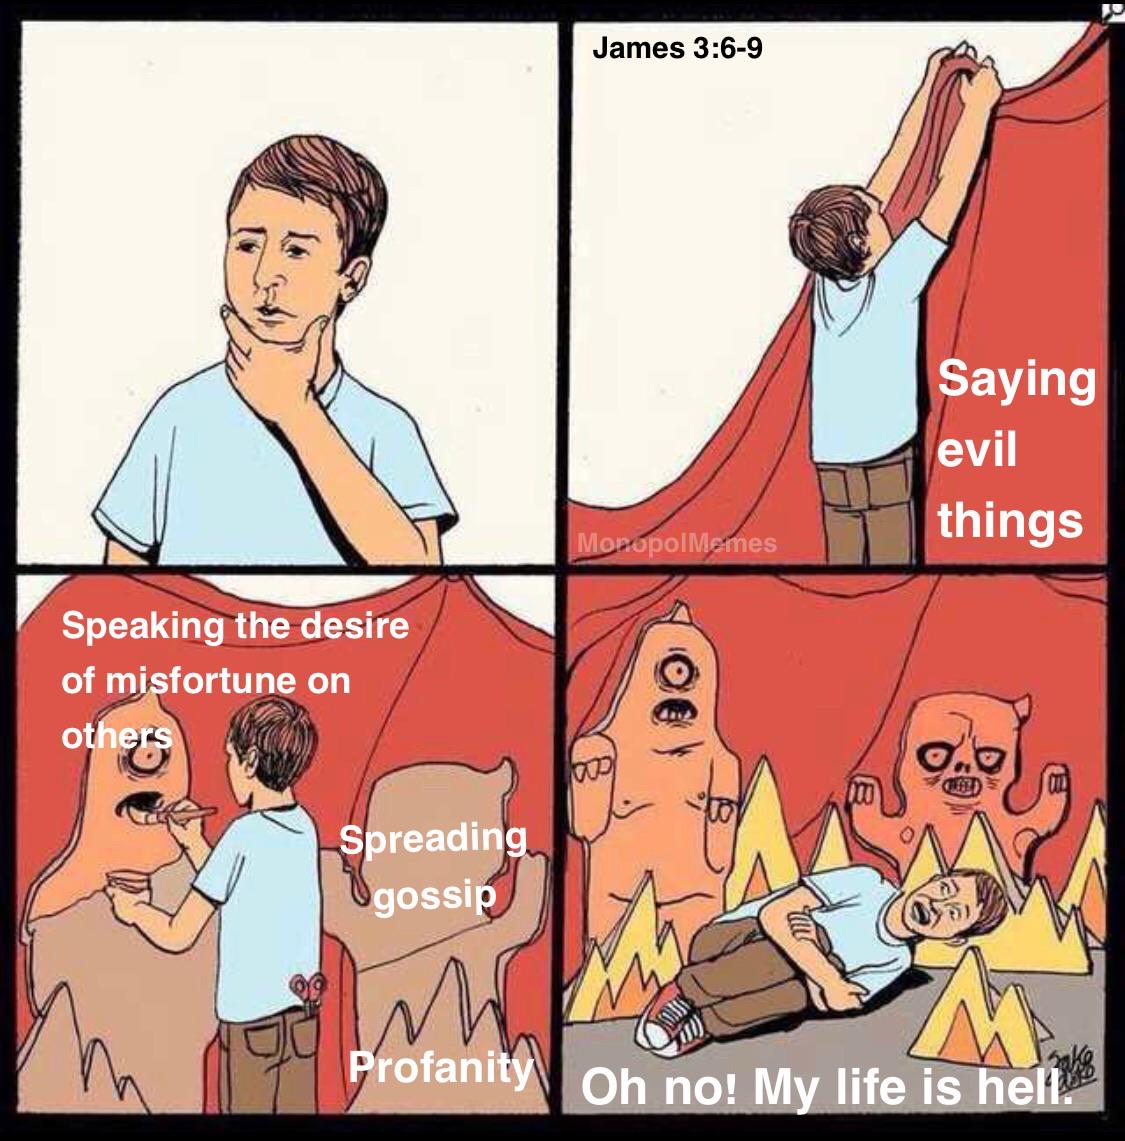 James 3:6-9
Saying
evil
things
MonopolMemes
Speaking the desire
of misfortune on
others
Spreading
gossip
Profanity
Oh no! My life is hell.